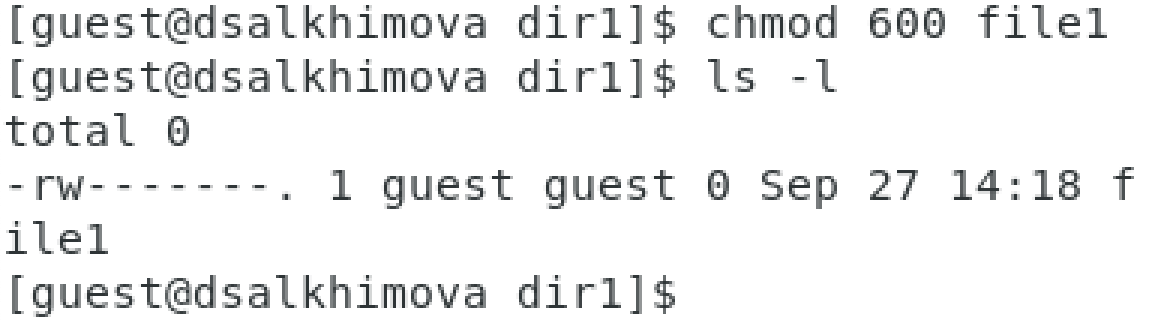 [guest@dsalkhimova dir1]$ chmod 600 file1
[guest@dsalkhimova dir1]$ ls -l
total 0
-rw-------. 1 guest guest 0 Sep 27 14:18 f
ile1
[guest@dsalkhimova dir1]$